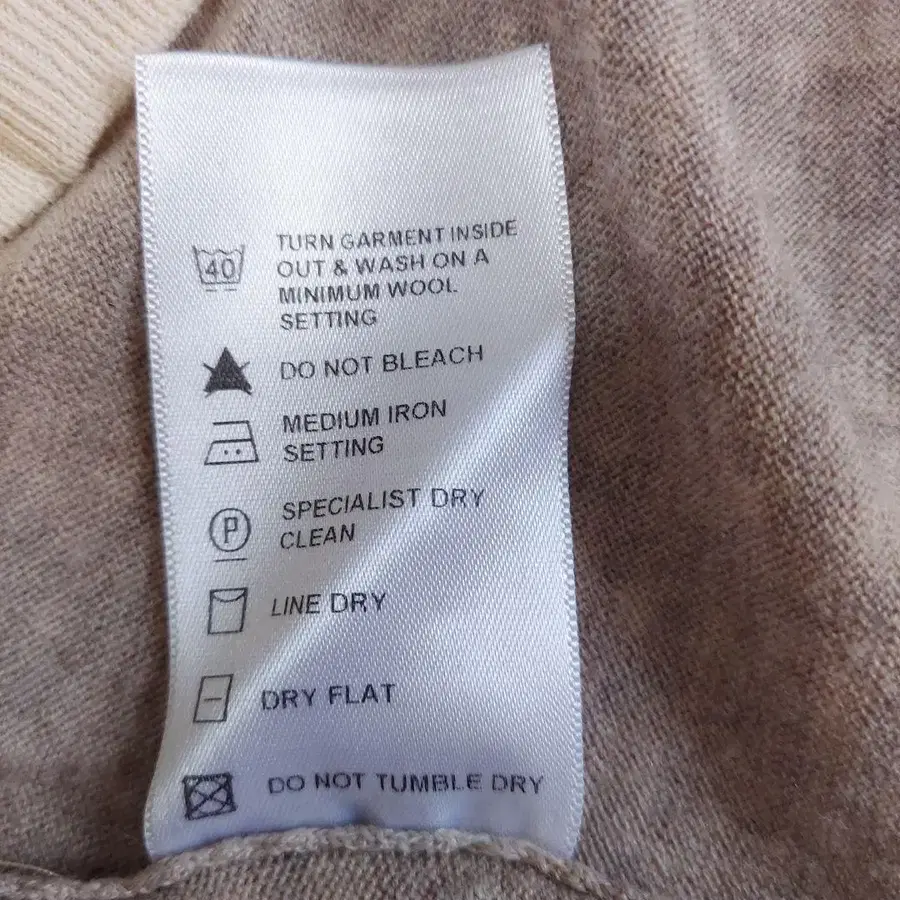 40
TURN GARMENT INSIDE
OUT & WASH ON A
MINIMUM WOOL
SETTING
DO NOT BLEACH
MEDIUM IRON
SETTING
P
SPECIALIST DRY
CLEAN
LINE DRY
DRY FLAT
DO NOT TUMBLE DRY